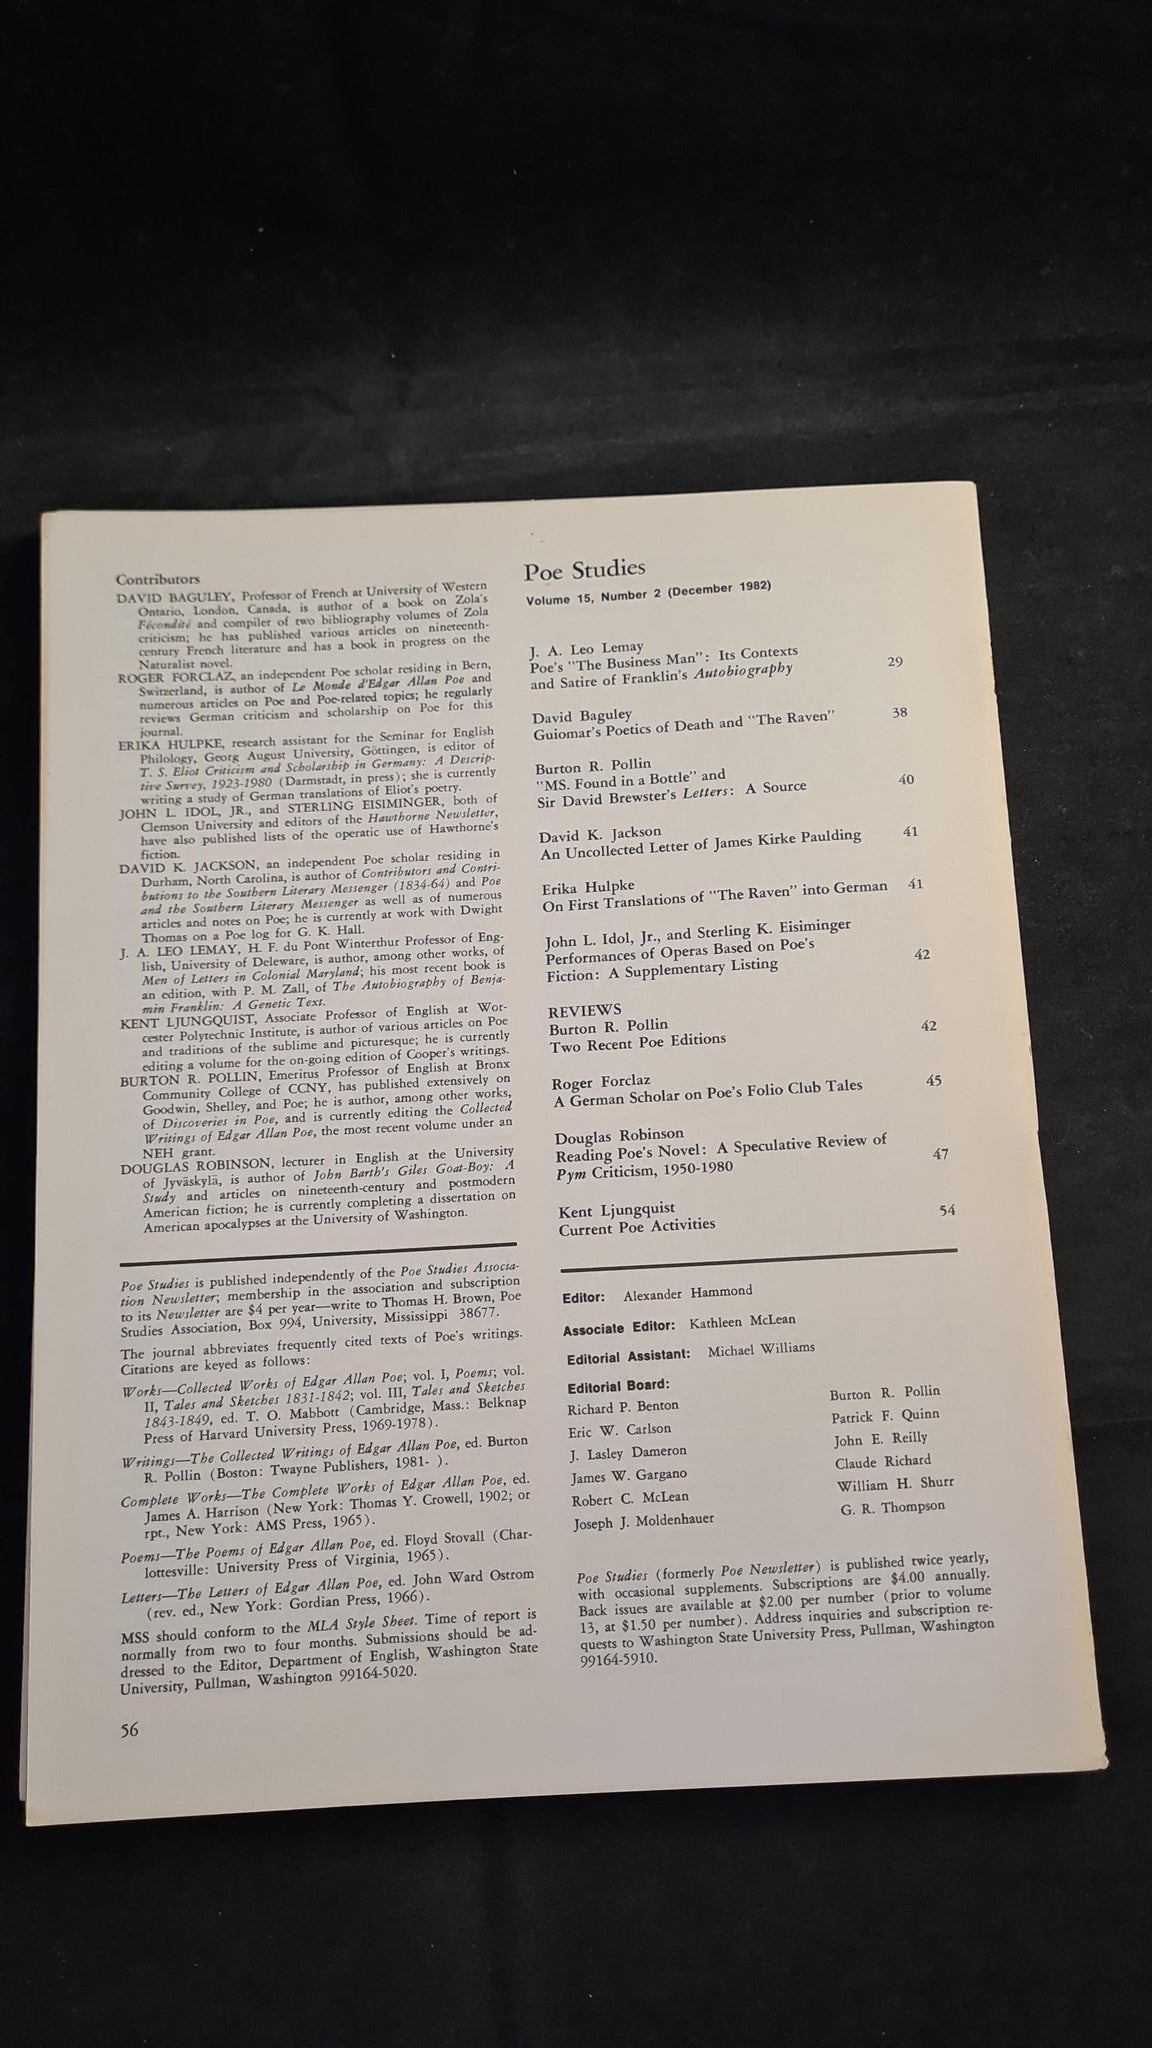 Contributors
DAVID BAGULEY, Professor of French at University of Western
Ontario, London, Canada, is author of a book on Zola's
Fécondité and compiler of two bibliography volumes of Zola
criticism; he has published various articles on nineteenth-
century French literature and has a book in progress on the
Naturalist novel.
ROGER FORCLAZ, an independent Poe scholar residing in Bern,
Switzerland, is author of Le Monde d'Edgar Allan Poe and
numerous articles on Poe and Poe-related topics; he regularly
reviews German criticism and scholarship on Poe for this
journal.
ERIKA HULPKE, research assistant for the Seminar for English
Philology, Georg August University, Göttingen, is editor of
T. S. Eliot Criticism and Scholarship in Germany: A Descrip-
tive Survey, 1923-1980 (Darmstadt, in press); she is currently
writing a study of German translations of Eliot's poetry.
JOHN L. IDOL, JR., and STERLING EISIMINGER, both of
Clemson University and editors of the Hawthorne Newsletter,
have also published lists of the operatic use of Hawthorne's
fiction.
DAVID K. JACKSON, an independent Poe scholar residing in
Durham, North Carolina, is author of Contributors and Contri-
butions to the Southern Literary Messenger (1834-64) and Poe
and the Southern Literary Messenger as well as of numerous
articles and notes on Poe; he is currently at work with Dwight
Thomas on a Poe log for G. K. Hall.
J. A. LEO LEMAY, H. F. du Pont Winterthur Professor of Eng-
lish, University of Deleware, is author, among other works, of
Men of Letters in Colonial Maryland; his most recent book is
an edition, with P. M. Zall, of The Autobiography of Benja-
min Franklin: A Genetic Text.
KENT LJUNGQUIST, Associate Professor of English at Wor-
cester Polytechnic Institute, is author of various articles on Poe
and traditions of the sublime and picturesque; he is currently
editing a volume for the on-going edition of Cooper's writings.
BURTON R. POLLIN, Emeritus Professor of English at Bronx
Community College of CCNY, has published extensively on
Goodwin, Shelley, and Poe; he is author, among other works,
of Discoveries in Poe, and is currently editing the Collected
Writings of Edgar Allan Poe, the most recent volume under an
NEH grant.
DOUGLAS ROBINSON, lecturer in English at the University
of Jyväskylä, is author of John Barth's Giles Goat-Boy: A
Study and articles on nineteenth-century and postmodern
American fiction; he is currently completing a dissertation on
American apocalypses at the University of Washington.
Poe Studies is published independently of the Poe Studies Associa-
tion Newsletter; membership in the association and subscription
to its Newsletter are $4 per year—write to Thomas H. Brown, Poe
Studies Association, Box 994, University, Mississippi 38677.
The journal abbreviates frequently cited texts of Poe's writings.
Citations are keyed as follows:
Works—Collected Works of Edgar Allan Poe; vol. I, Poems; vol.
II, Tales and Sketches 1831-1842; vol. III, Tales and Sketches
1843-1849, ed. T. O. Mabbott (Cambridge, Mass.: Belknap
Press of Harvard University Press, 1969-1978).
Writings—The Collected Writings of Edgar Allan Poe, ed. Burton
R. Pollin (Boston: Twayne Publishers, 1981- ).
Complete Works—The Complete Works of Edgar Allan Poe, ed.
James A. Harrison (New York: Thomas Y. Crowell, 1902; or
rpt., New York: AMS Press, 1965).
Poems—The Poems of Edgar Allan Poe, ed. Floyd Stovall (Char-
lottesville: University Press of Virginia, 1965).
Letters—The Letters of Edgar Allan Poe, ed. John Ward Ostrom
(rev. ed., New York: Gordian Press, 1966).
MSS should conform to the MLA Style Sheet. Time of report is
normally from two to four months. Submissions should be ad-
dressed to the Editor, Department of English, Washington State
University, Pullman, Washington 99164-5020.
56
Poe Studies
Volume 15, Number 2 (December 1982)
J. A. Leo Lemay
Poe's "The Business Man": Its Contexts
and Satire of Franklin's Autobiography 29
David Baguley
Guiomar's Poetics of Death and "The Raven" 38
Burton R. Pollin
"MS. Found in a Bottle" and
Sir David Brewster's Letters: A Source 40
David K. Jackson
An Uncollected Letter of James Kirke Paulding 41
Erika Hulpke
On First Translations of "The Raven" into German 41
John L. Idol, Jr., and Sterling K. Eisiminger
Performances of Operas Based on Poe's
Fiction: A Supplementary Listing 42
REVIEWS
Burton R. Pollin
Two Recent Poe Editions 42
Roger Forclaz
A German Scholar on Poe's Folio Club Tales 45
Douglas Robinson
Reading Poe's Novel: A Speculative Review of
Pym Criticism, 1950-1980 47
Kent Ljungquist
Current Poe Activities 54
Editor: Alexander Hammond
Associate Editor: Kathleen McLean
Editorial Assistant: Michael Williams
Editorial Board:
Richard P. Benton
Eric W. Carlson
J. Lasley Dameron
James W. Gargano
Robert C. McLean
Joseph J. Moldenhauer
Burton R. Pollin
Patrick F. Quinn
John E. Reilly
Claude Richard
William H. Shurr
G. R. Thompson
Poe Studies (formerly Poe Newsletter) is published twice yearly,
with occasional supplements. Subscriptions are $4.00 annually.
Back issues are available at $2.00 per number (prior to volume
13, at $1.50 per number). Address inquiries and subscription re-
quests to Washington State University Press, Pullman, Washington
99164-5910.